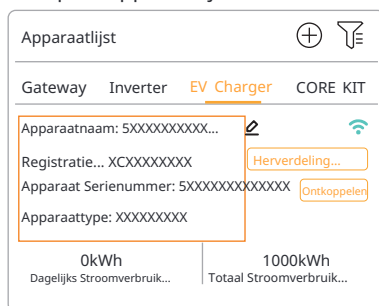 Apparaatlijst
Gateway Inverter EV Charger CORE KIT
Apparaatnaam: 5XXXXXXXXXX...
Registratie... XCXXXXXXXX Herverdeling...
Apparaat Serienummer: 5XXXXXXXXXXXXX Ontkoppelen
Apparaattype: XXXXXXXXX
0kWh 1000kWh
Dagelijks Stroomverbruik... Totaal Stroomverbruik...